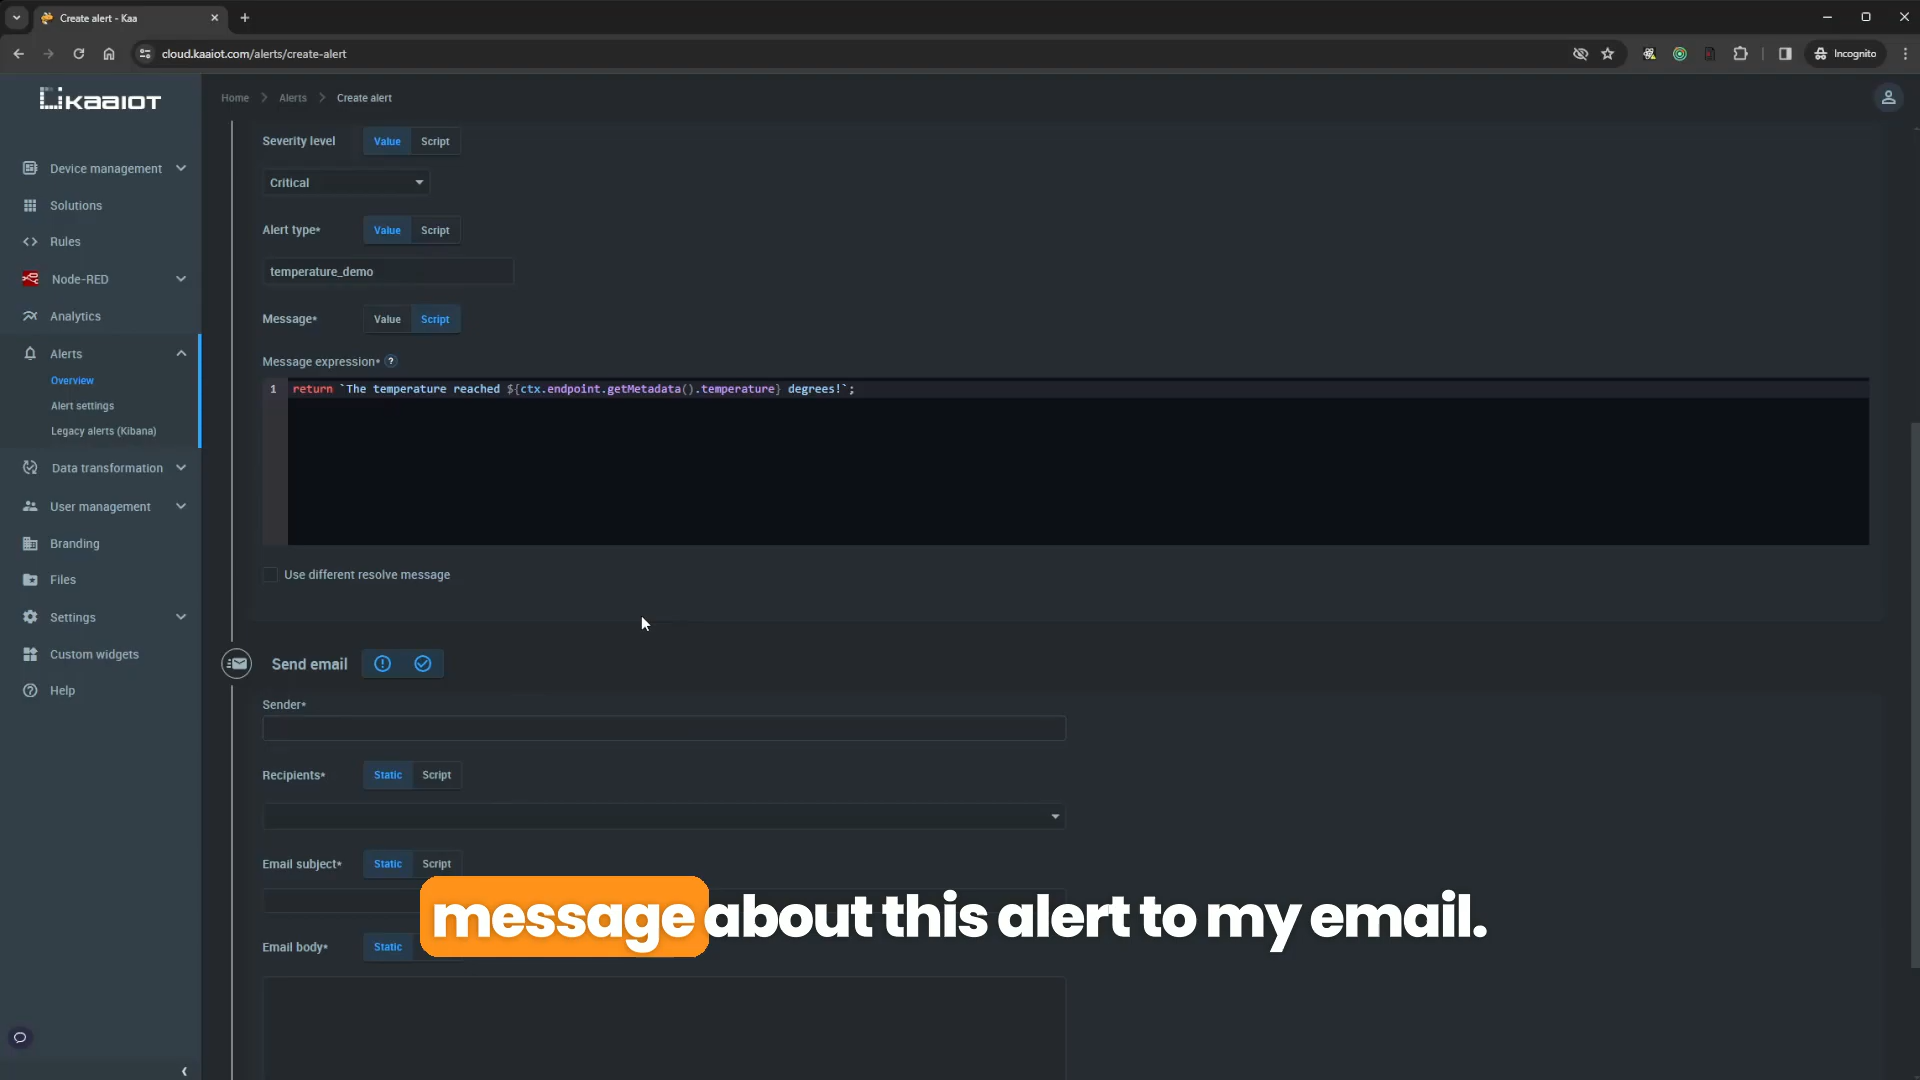 Create alert - Kaa
cloud.kaaiot.com/alerts/create-alert
Incognito
KaaIoT
Home
Alerts
Create alert
Device management
Solutions
Rules
Node-RED
Analytics
Alerts
Overview
Alert settings
Legacy alerts (Kibana)
Data transformation
User management
Branding
Files
Settings
Custom widgets
Help
Severity level
Value
Script
Critical
Alert type*
Value
Script
temperature_demo
Message*
Value
Script
Message expression*
1 return `The temperature reached ${ctx.endpoint.getMetadata().temperature} degrees!`;
Use different resolve message
Send email
Sender*
Recipients*
Static
Script
Email subject*
Static
Script
message about this alert to my email.
Email body*
Static